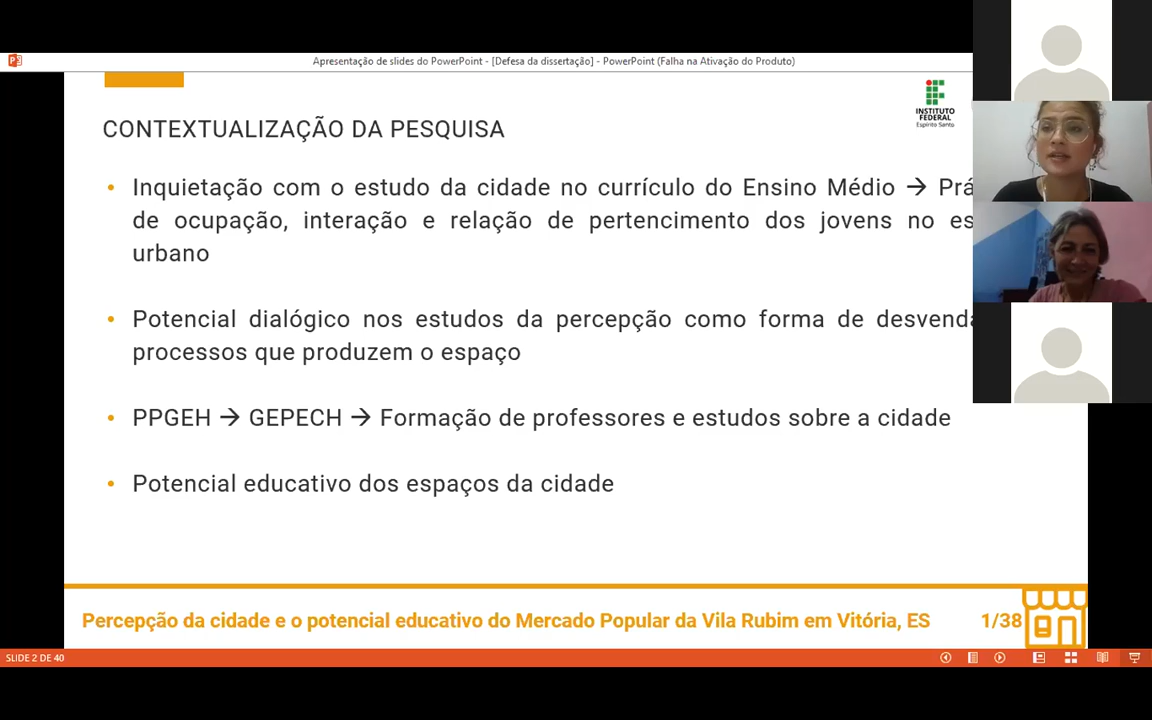 Apresentação de slides do PowerPoint - [Defesa da dissertação] - PowerPoint (Falha na Ativação do Produto)
INSTITUTO
FEDERAL
Espírito Santo
CONTEXTUALIZAÇÃO DA PESQUISA
• Inquietação com o estudo da cidade no currículo do Ensino Médio →
de ocupação, interação e relação de pertencimento dos jovens no
urbano
• Potencial dialógico nos estudos da percepção como forma de
processos que produzem o espaço
• PPGEH → GEPECH → Formação de professores e estudos sobre a cidade
• Potencial educativo dos espaços da cidade
Percepção da cidade e o potencial educativo do Mercado Popular da Vila Rubim em Vitória, ES 1/38
SLIDE 2 DE 40